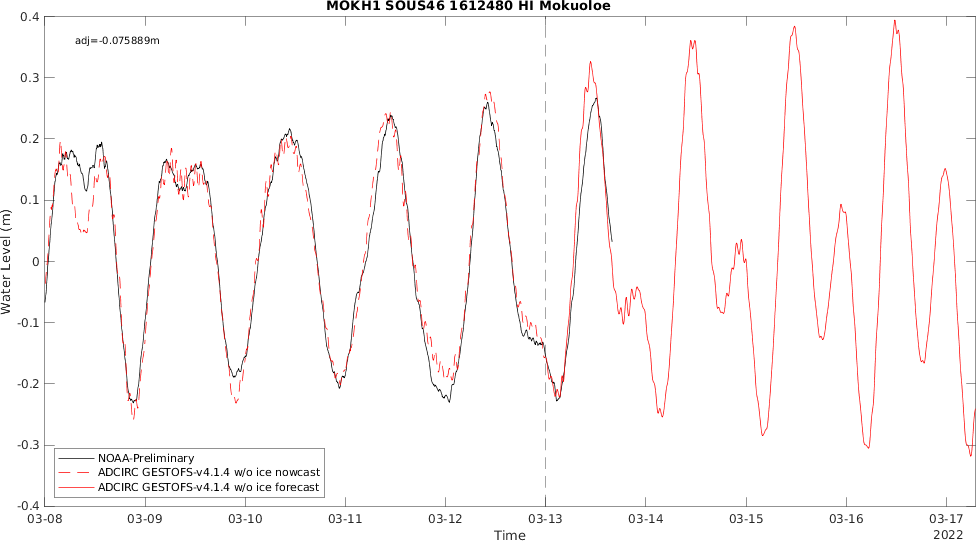 MOKH1 SOUS46 1612480 HI Mokuoloe
adj=-0.075889m
0.4
0.3
0.2
0.1
0
-0.1
-0.2
-0.3
-0.4
Water Level (m)
NOAA-Preliminary
ADCIRC GESTOFS-v4.1.4 w/o ice nowcast
ADCIRC GESTOFS-v4.1.4 w/o ice forecast
03-08 03-09 03-10 03-11 03-12 03-13 03-14 03-15 03-16 03-17
Time
2022